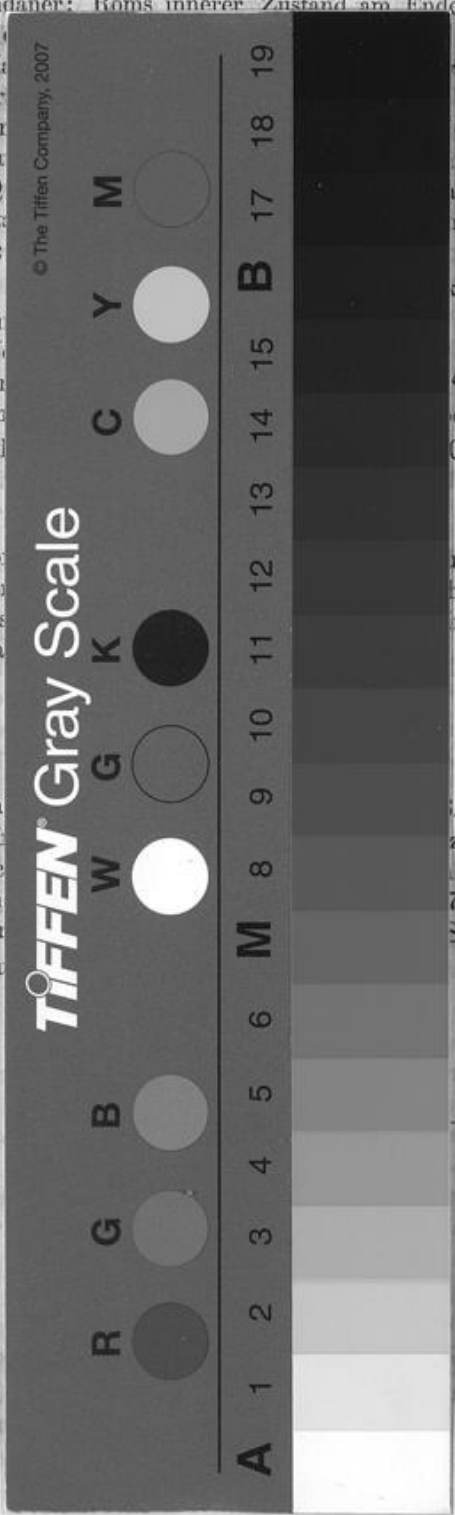 daner: Roms innerer Zustand am Ende
© The Tiffen Company, 2007
TIFFEN® Gray Scale
R G B W G K C Y M
A 1 2 3 4 5 6 M 8 9 10 11 12 13 14 15 B 17 18 19